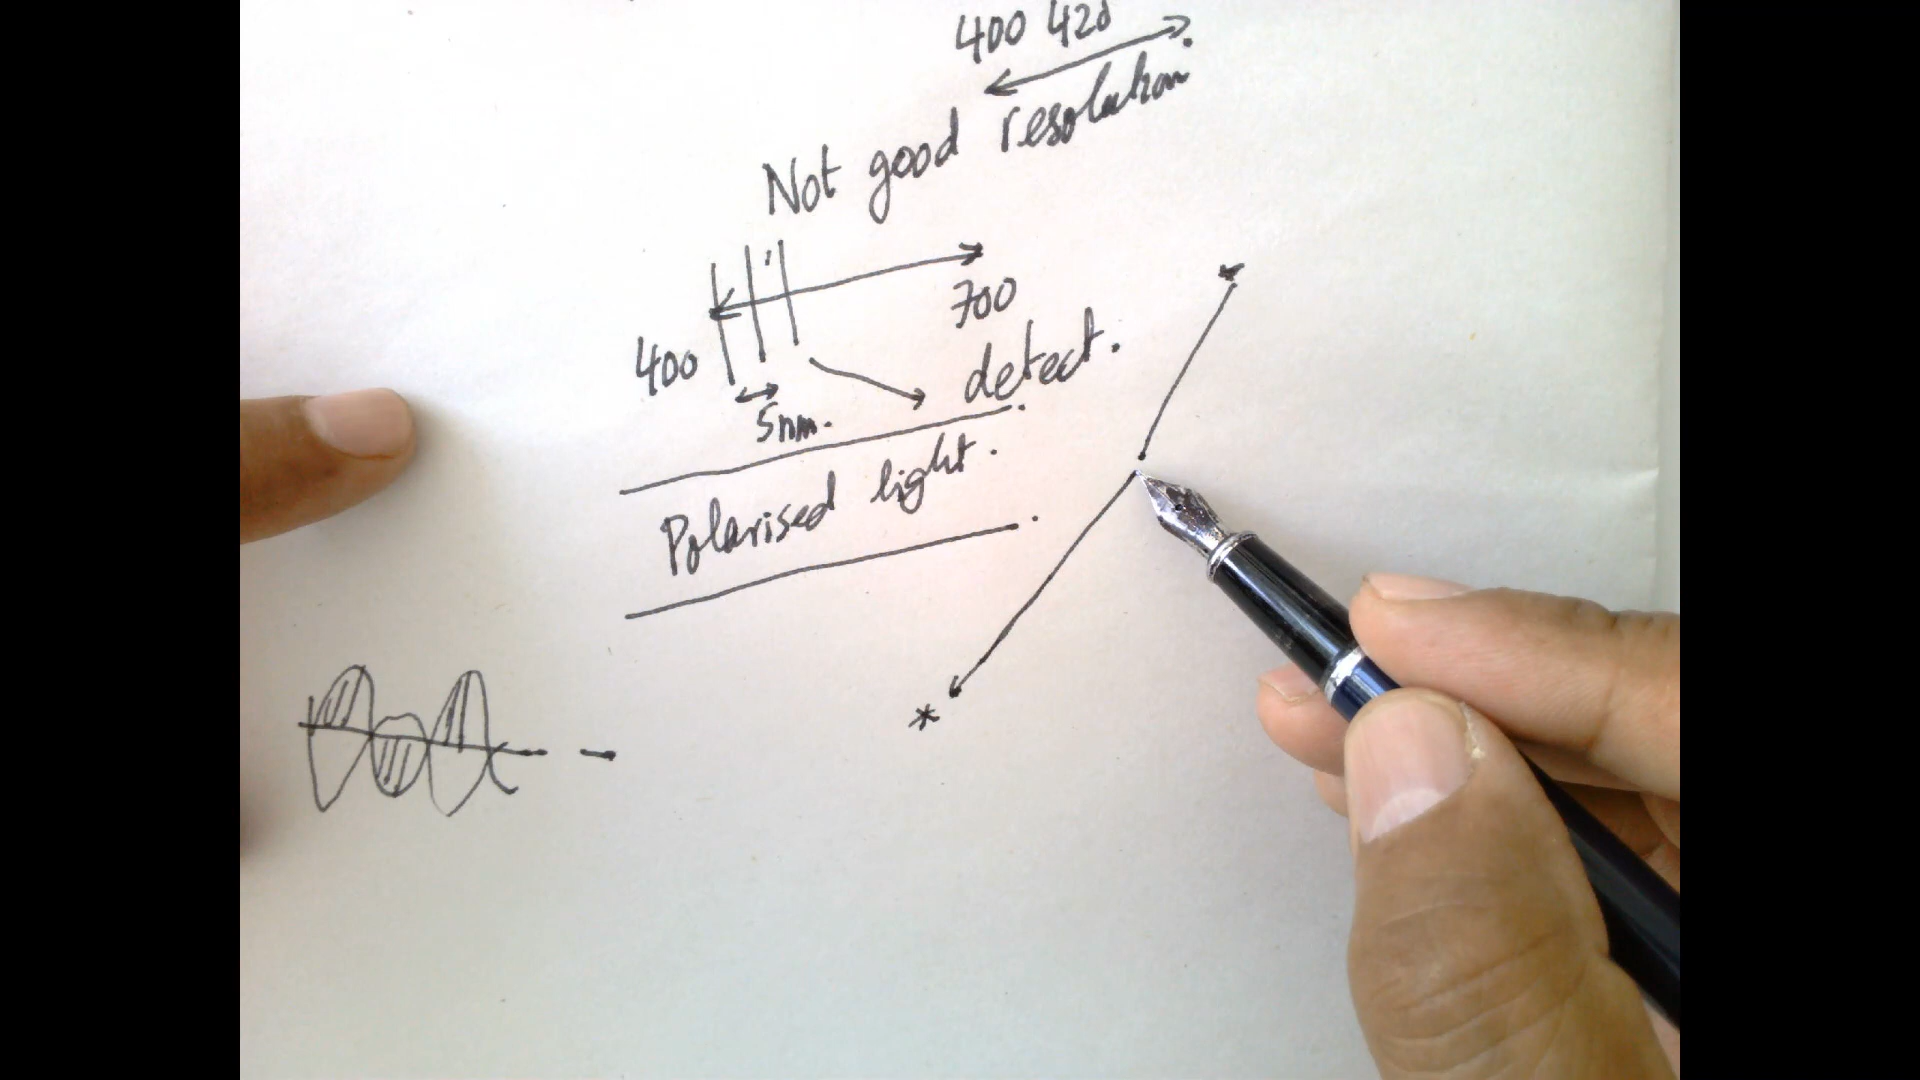 400 420
Not good resolution.
400
700
5nm.
detect.
Polarised light.